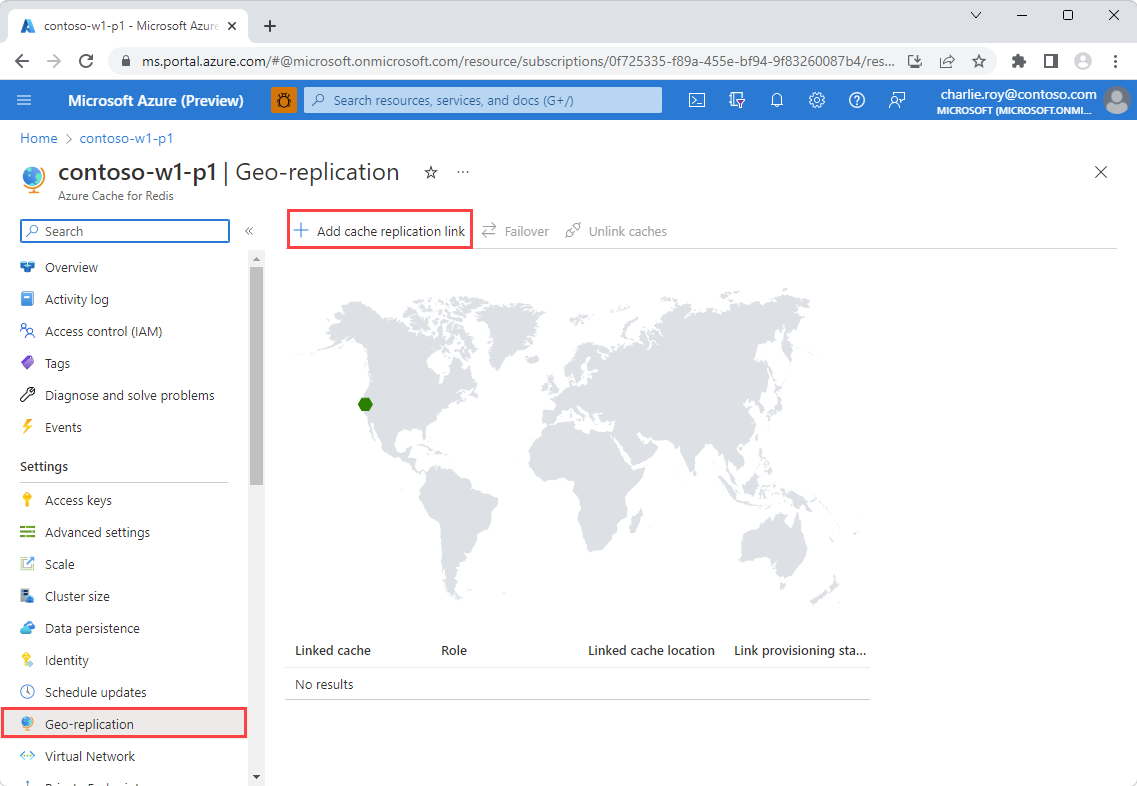 contoso-w1-p1 - Microsoft Azure
ms.portal.azure.com/#@microsoft.onmicrosoft.com/resource/subscriptions/0f725335-f89a-455e-bf94-9f83260087b4/res...
Microsoft Azure (Preview)
Search resources, services, and docs (G+/)
charlie.roy@contoso.com
MICROSOFT (MICROSOFT.ONMI...
Home > contoso-w1-p1
contoso-w1-p1 | Geo-replication
Azure Cache for Redis
Search
Add cache replication link
Failover
Unlink caches
Overview
Activity log
Access control (IAM)
Tags
Diagnose and solve problems
Events
Settings
Access keys
Advanced settings
Scale
Cluster size
Data persistence
Identity
Schedule updates
Geo-replication
Virtual Network
Linked cache Role Linked cache location Link provisioning sta...
No results